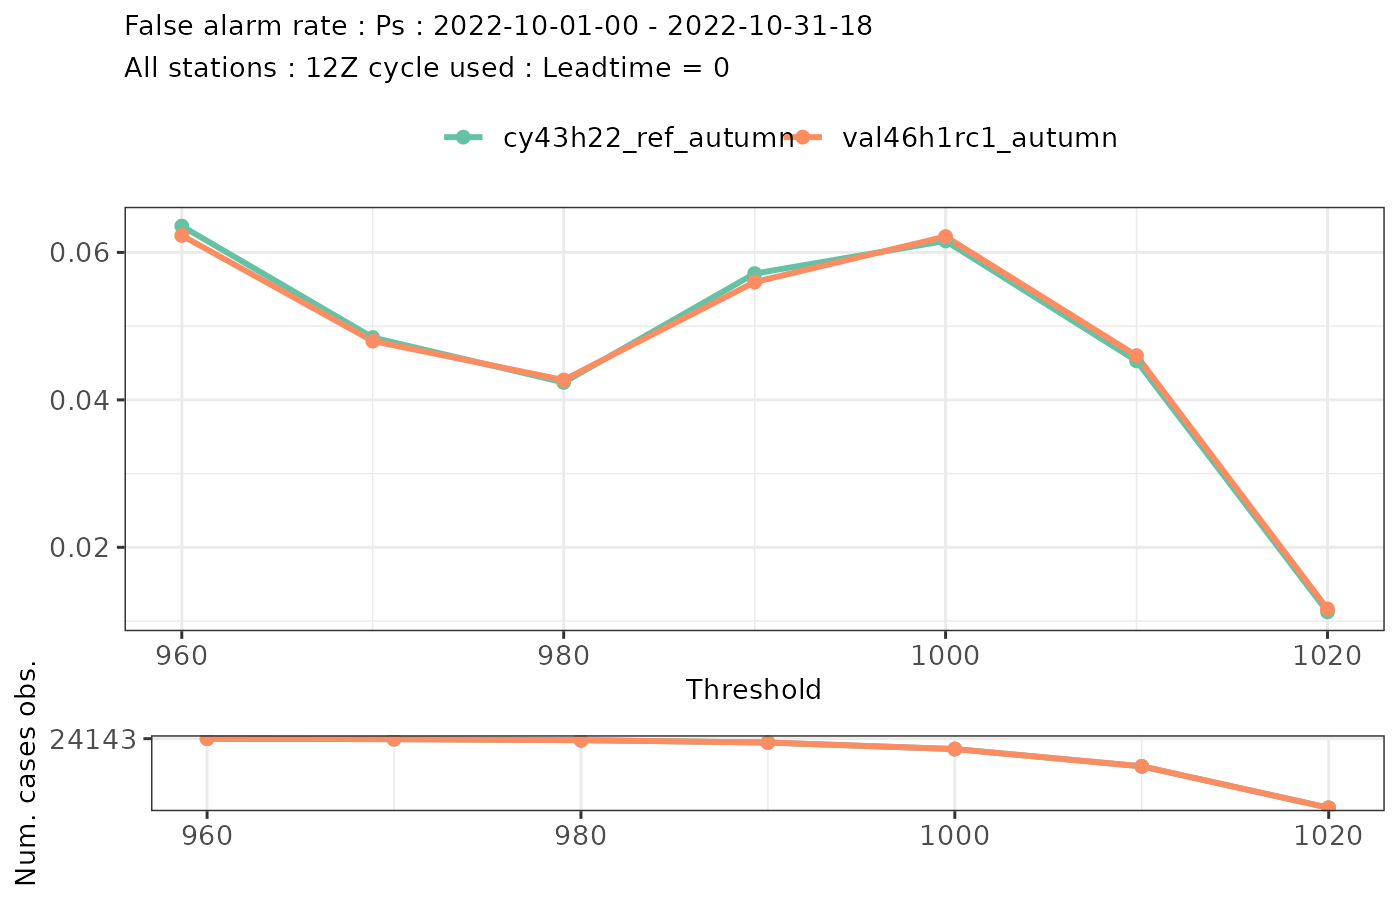 False alarm rate : Ps : 2022-10-01-00 - 2022-10-31-18
All stations : 12Z cycle used : Leadtime = 0
cy43h22_ref_autumn val46h1rc1_autumn
0.06
0.04
0.02
960 980 1000 1020
Threshold
Num. cases obs.
24143
960 980 1000 1020